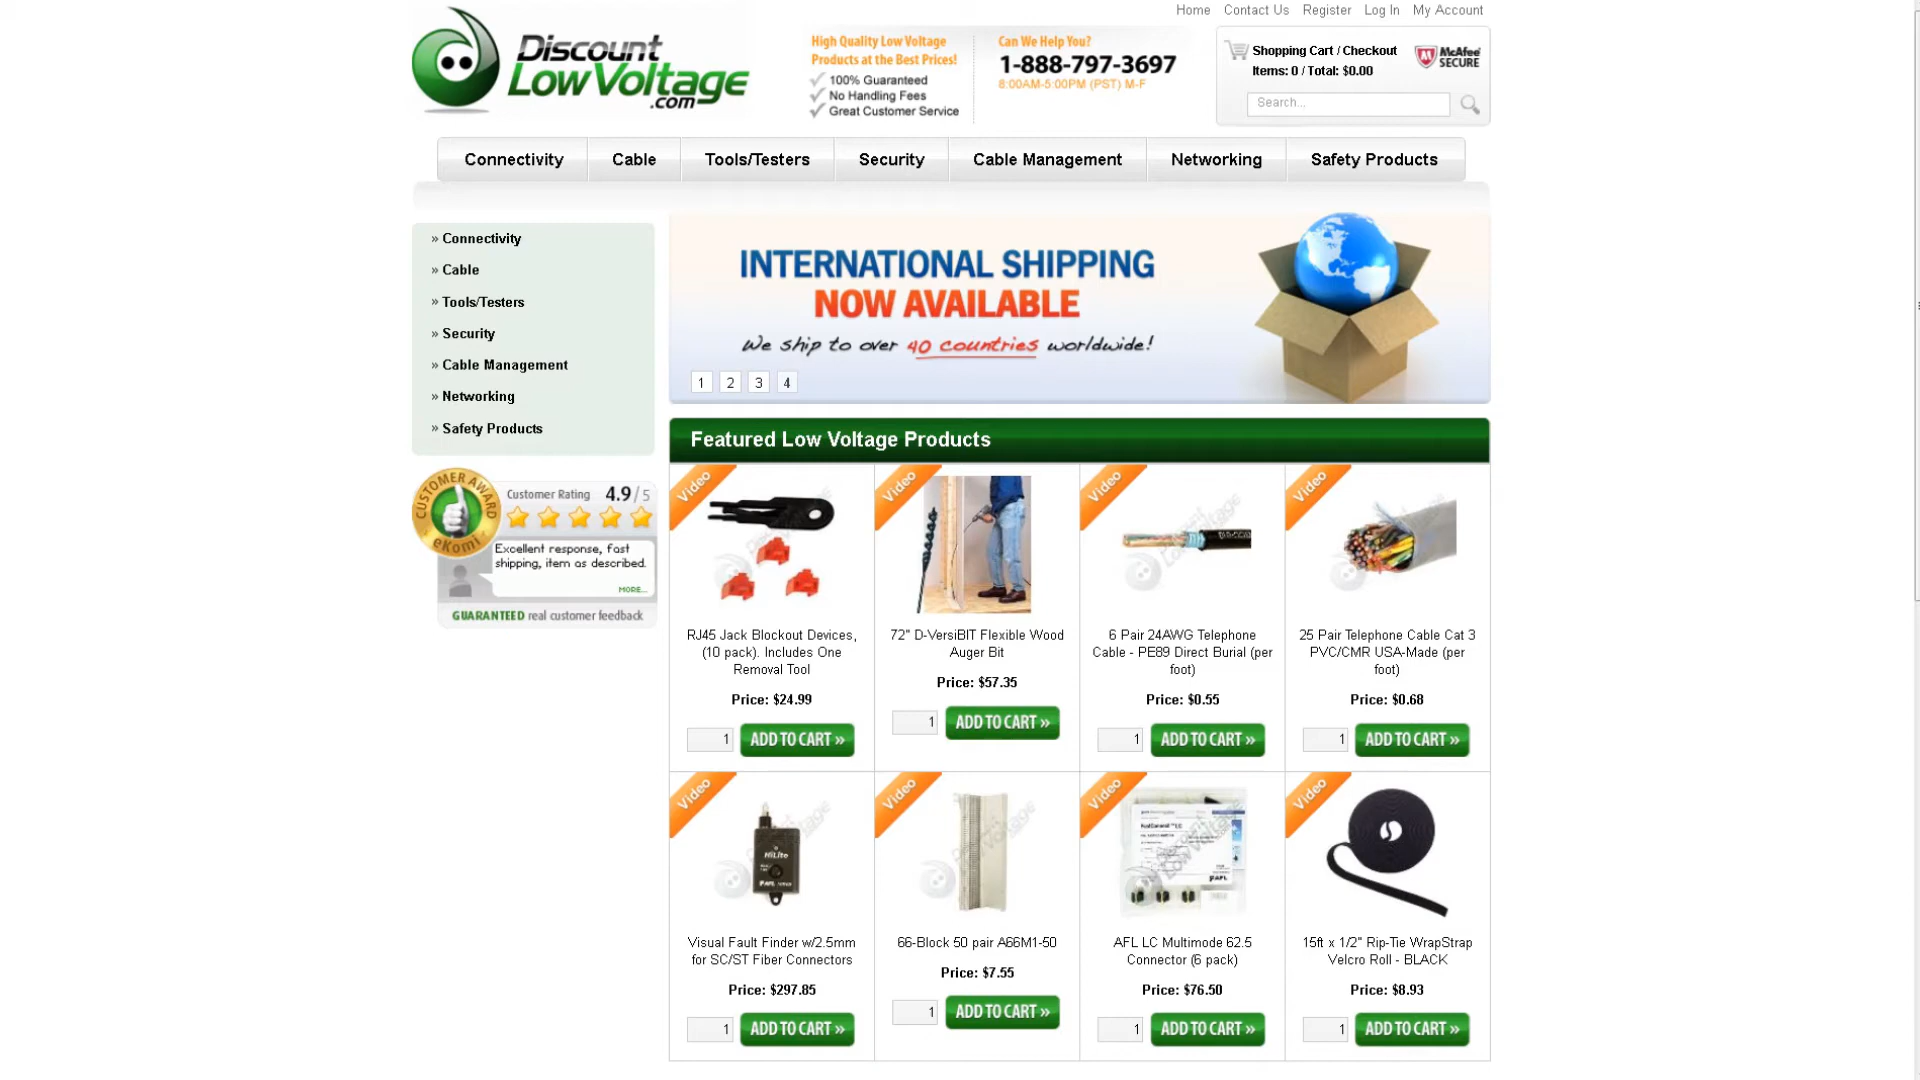 Home Contact Us Register Log In My Account
Discount
LowVoltage
.com
High Quality Low Voltage
Products at the Best Prices!
100% Guaranteed
No Handling Fees
Great Customer Service
Can We Help You?
1-888-797-3697
8:00AM-5:00PM (PST) M-F
Shopping Cart / Checkout
Items: 0 / Total: $0.00
McAfee
SECURE
Search...
Connectivity Cable Tools/Testers Security Cable Management Networking Safety Products
» Connectivity
» Cable
» Tools/Testers
» Security
» Cable Management
» Networking
» Safety Products
INTERNATIONAL SHIPPING
NOW AVAILABLE
We ship to over 40 countries worldwide!
1 2 3 4
CUSTOMER AWARD
eKomi
Customer Rating 4.9/5
Excellent response, fast
shipping, item as described.
MORE...
GUARANTEED real customer feedback
Featured Low Voltage Products
Video
RJ45 Jack Blockout Devices,
(10 pack). Includes One
Removal Tool
Price: $24.99
1 ADD TO CART »
Video
72" D-VersiBIT Flexible Wood
Auger Bit
Price: $57.35
1 ADD TO CART »
Video
6 Pair 24AWG Telephone
Cable - PE89 Direct Burial (per
foot)
Price: $0.55
1 ADD TO CART »
Video
25 Pair Telephone Cable Cat 3
PVC/CMR USA-Made (per
foot)
Price: $0.68
1 ADD TO CART »
Video
HiLite
AFL
Visual Fault Finder w/2.5mm
for SC/ST Fiber Connectors
Price: $297.85
1 ADD TO CART »
Video
66-Block 50 pair A66M1-50
Price: $7.55
1 ADD TO CART »
Video
AFL
AFL LC Multimode 62.5
Connector (6 pack)
Price: $76.50
1 ADD TO CART »
Video
15ft x 1/2" Rip-Tie WrapStrap
Velcro Roll - BLACK
Price: $8.93
1 ADD TO CART »